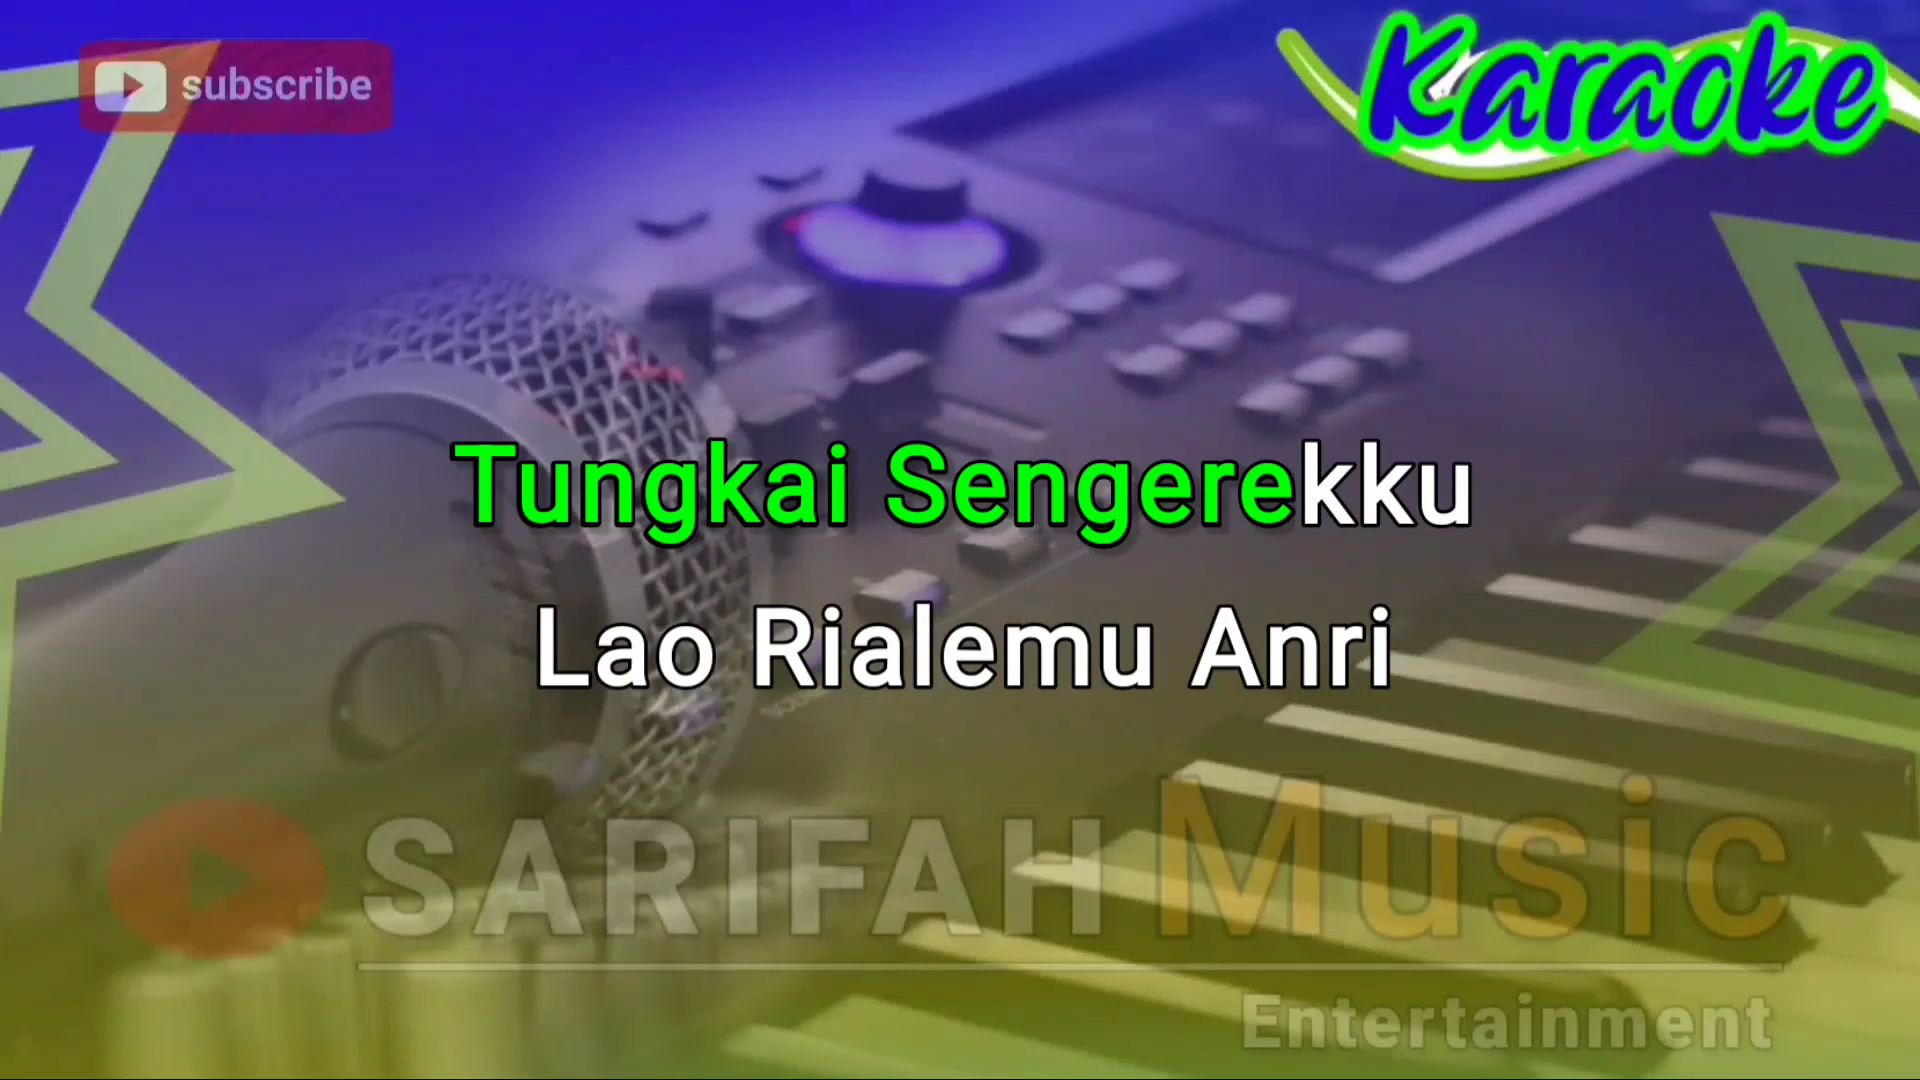 subscribe
Karaoke
Tungkai Sengerekku
Lao Rialemu Anri
SARIFAH Music
Entertainment